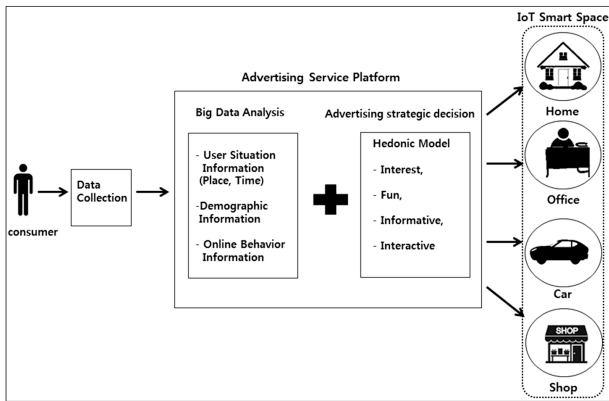 IoT Smart Space
Advertising Service Platform
Big Data Analysis
Advertising strategic decision
- User Situation
Information
(Place, Time)
-Demographic
Information
- Online Behavior
Information
Hedonic Model
- Interest,
- Fun,
- Informative,
- Interactive
consumer
Data
Collection
Home
Office
Car
SHOP
Shop